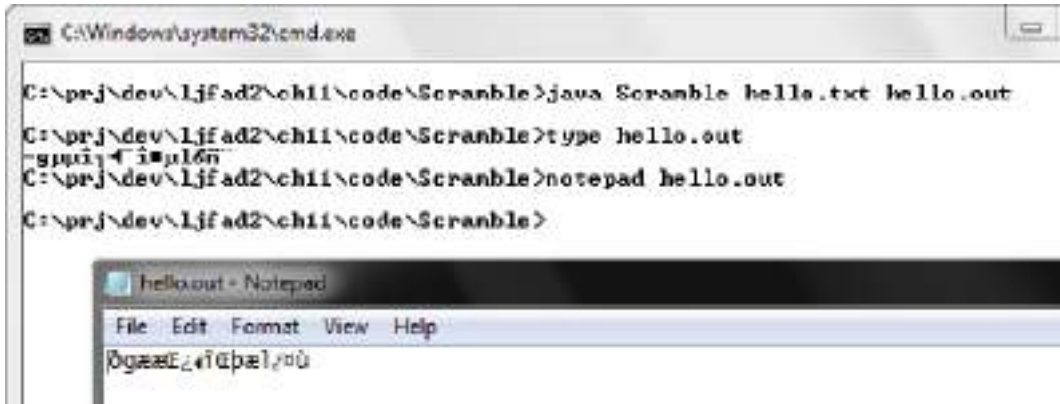 C:\Windows\system32\cmd.exe
C:\prj\dev\ljfad2\ch11\code\Scramble>java Scramble hello.txt hello.out
C:\prj\dev\ljfad2\ch11\code\Scramble>type hello.out
C:\prj\dev\ljfad2\ch11\code\Scramble>notepad hello.out
C:\prj\dev\ljfad2\ch11\code\Scramble>
hello.out - Notepad
File Edit Format View Help